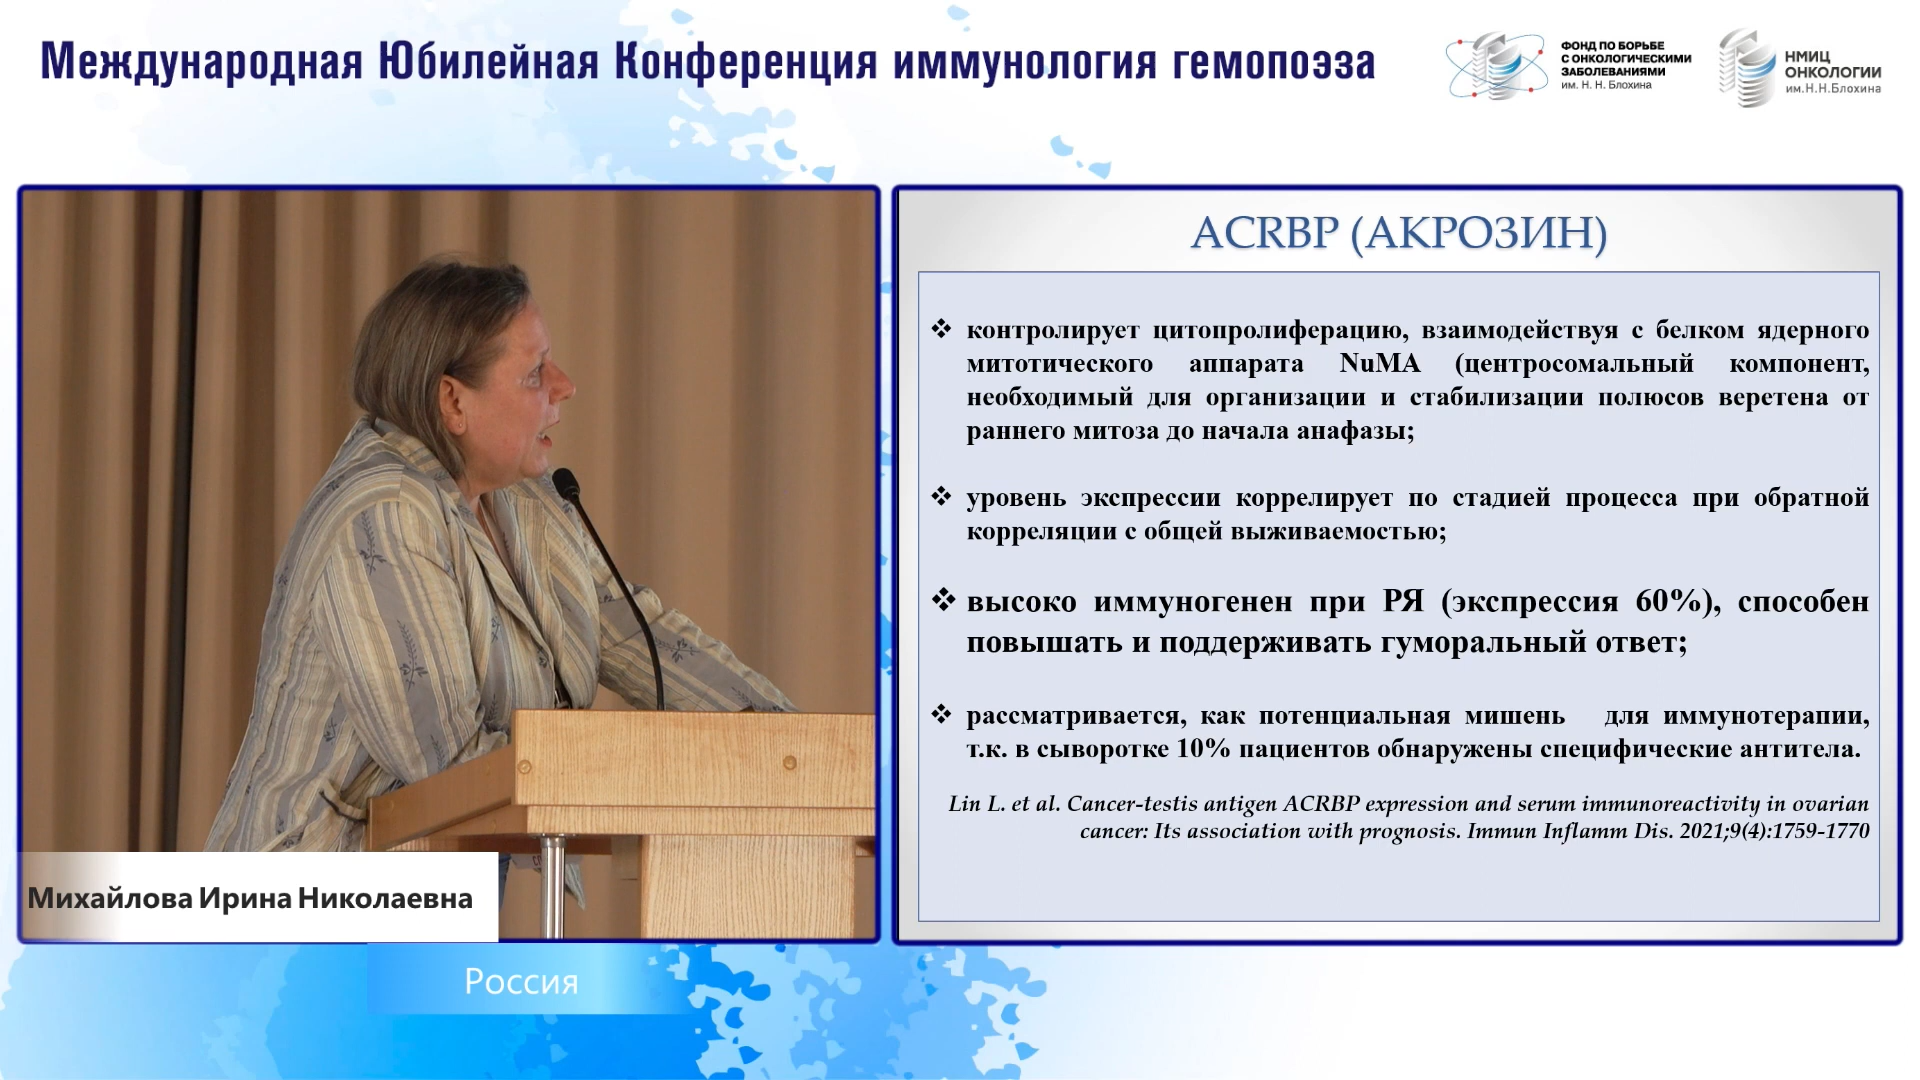 Международная Юбилейная Конференция иммунология гемопоэза
ФОНД ПО БОРЬБЕ
С ОНКОЛОГИЧЕСКИМИ
ЗАБОЛЕВАНИЯМИ
им. Н. Н. Блохина
НМИЦ
ОНКОЛОГИИ
им.Н.Н.Блохина
ACRBP (АКРОЗИН)
❖ контролирует цитопролиферацию, взаимодействуя с белком ядерного
митотического аппарата NuMA (центросомальный компонент,
необходимый для организации и стабилизации полюсов веретена от
раннего митоза до начала анафазы;
❖ уровень экспрессии коррелирует по стадией процесса при обратной
корреляции с общей выживаемостью;
❖ высоко иммуногенен при РЯ (экспрессия 60%), способен
повышать и поддерживать гуморальный ответ;
❖ рассматривается, как потенциальная мишень для иммунотерапии,
т.к. в сыворотке 10% пациентов обнаружены специфические антитела.
Lin L. et al. Cancer-testis antigen ACRBP expression and serum immunoreactivity in ovarian
cancer: Its association with prognosis. Immun Inflamm Dis. 2021;9(4):1759-1770
Михайлова Ирина Николаевна
Россия